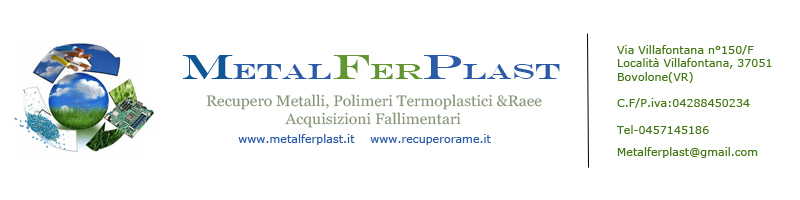 MetalFerPlast
Recupero Metalli, Polimeri Termoplastici &Raee
Acquisizioni Fallimentari
www.metalferplast.it www.recuperorame.it
Via Villafontana n°150/F
Località Villafontana, 37051
Bovolone(VR)
C.F/P.iva:04288450234
Tel-0457145186
Metalferplast@gmail.com